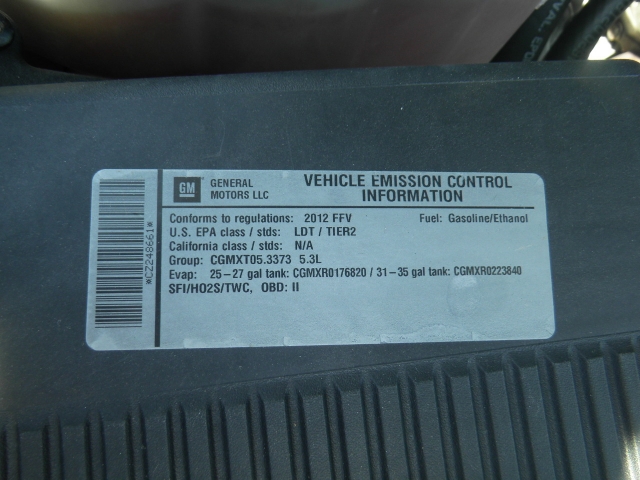 GM
GENERAL
MOTORS LLC
VEHICLE EMISSION CONTROL
INFORMATION
Conforms to regulations: 2012 FFV Fuel: Gasoline/Ethanol
U.S. EPA class / stds: LDT / TIER2
California class / stds: N/A
Group: CGMXT05.3373 5.3L
Evap: 25–27 gal tank: CGMXR0176820 / 31–35 gal tank: CGMXR0223840
SFI/HO2S/TWC, OBD: II
*CZ248661*